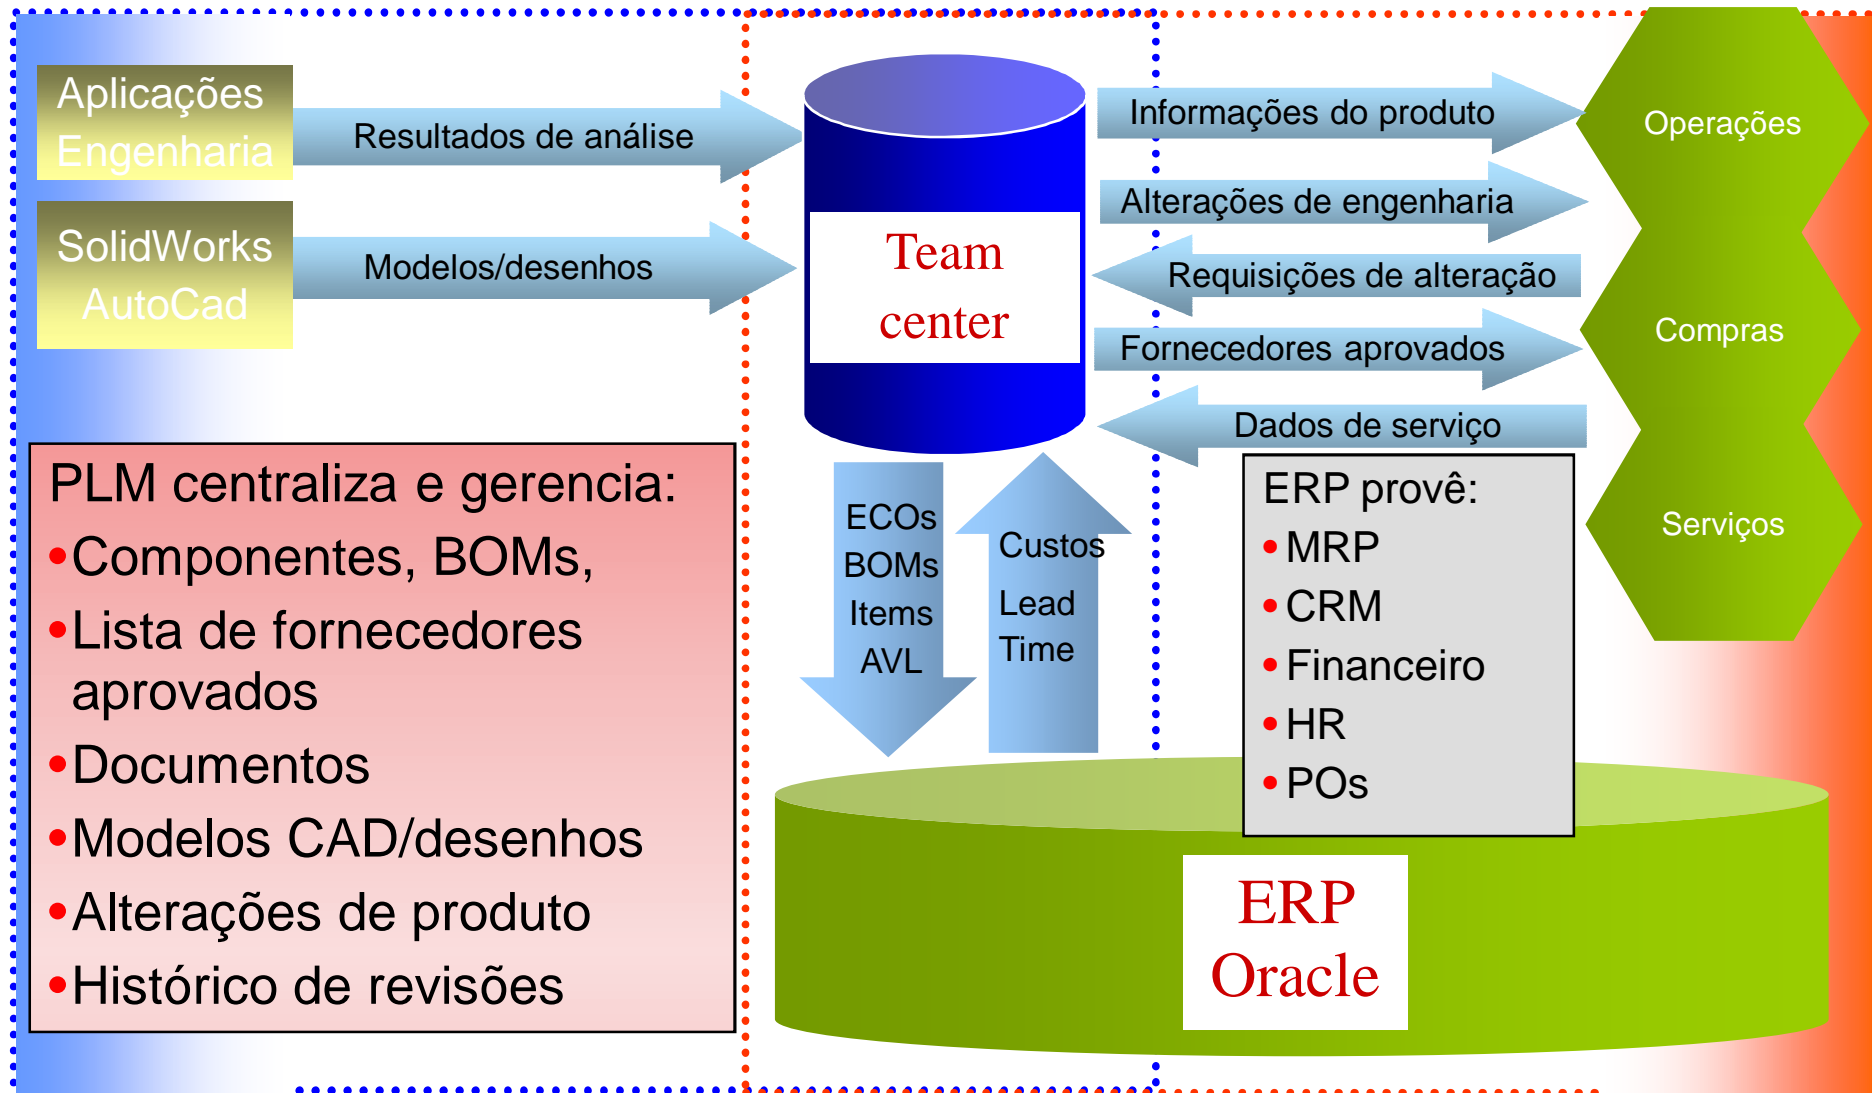 Aplicações
Engenharia
Resultados de análise
SolidWorks
AutoCad
Modelos/desenhos
Team
center
Informações do produto
Alterações de engenharia
Requisições de alteração
Fornecedores aprovados
Dados de serviço
Operações
Compras
Serviços
PLM centraliza e gerencia:
•Componentes, BOMs,
•Lista de fornecedores
aprovados
•Documentos
•Modelos CAD/desenhos
•Alterações de produto
•Histórico de revisões
ECOs
BOMs
Items
AVL
Custos
Lead
Time
ERP provê:
•MRP
•CRM
•Financeiro
•HR
•POs
ERP
Oracle